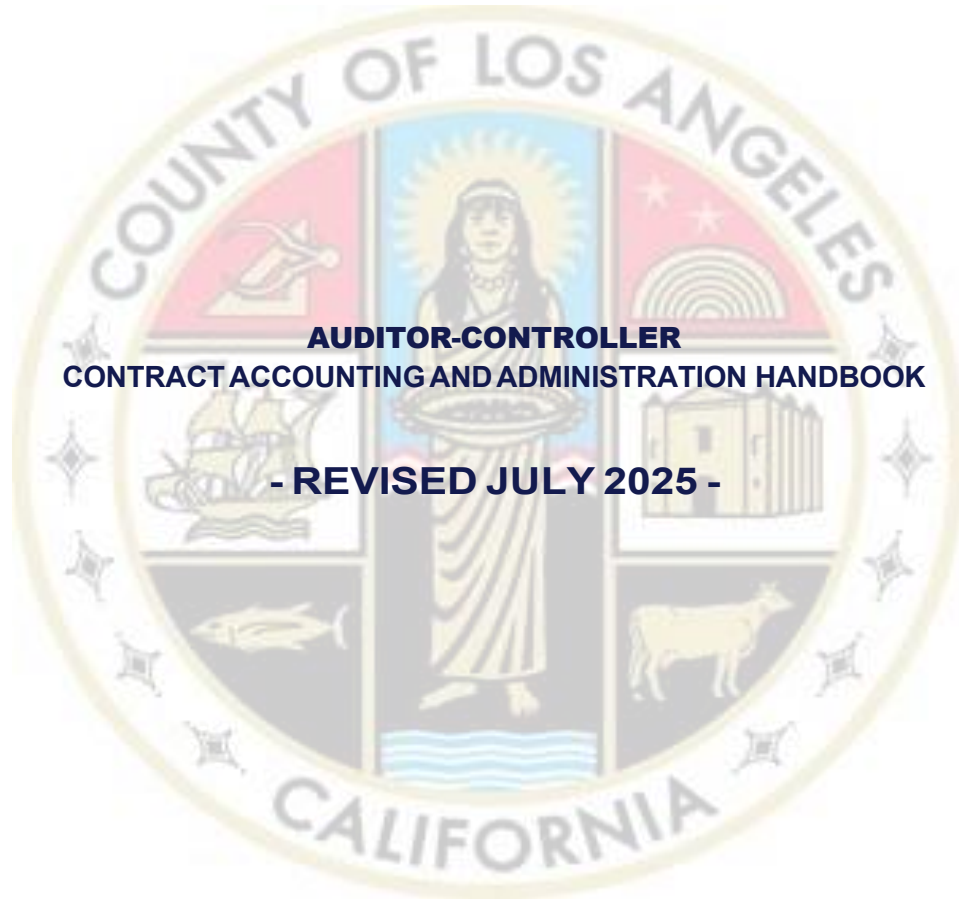 COUNTY OF LOS ANGELES
AUDITOR-CONTROLLER
CONTRACT ACCOUNTING AND ADMINISTRATION HANDBOOK
- REVISED JULY 2025 -
CALIFORNIA